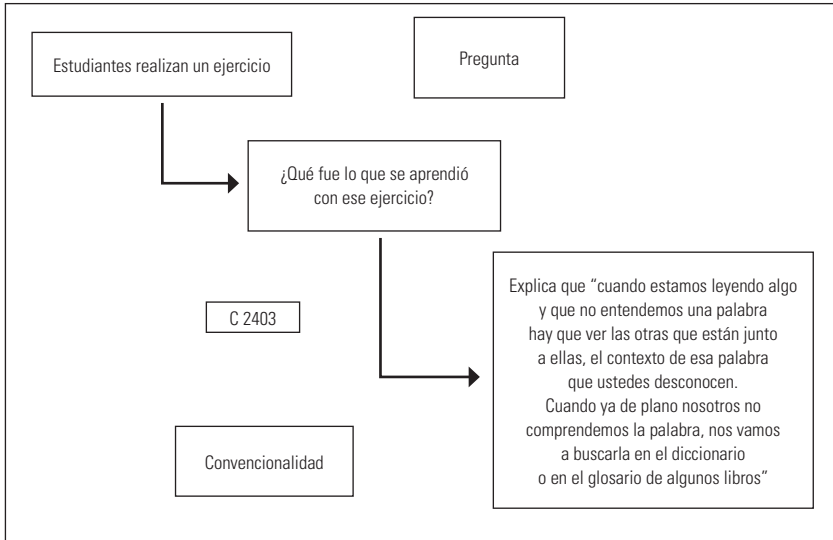 Estudiantes realizan un ejercicio
Pregunta
¿Qué fue lo que se aprendió
con ese ejercicio?
C 2403
Explica que “cuando estamos leyendo algo
y que no entendemos una palabra
hay que ver las otras que están junto
a ellas, el contexto de esa palabra
que ustedes desconocen.
Cuando ya de plano nosotros no
comprendemos la palabra, nos vamos
a buscarla en el diccionario
o en el glosario de algunos libros”
Convencionalidad